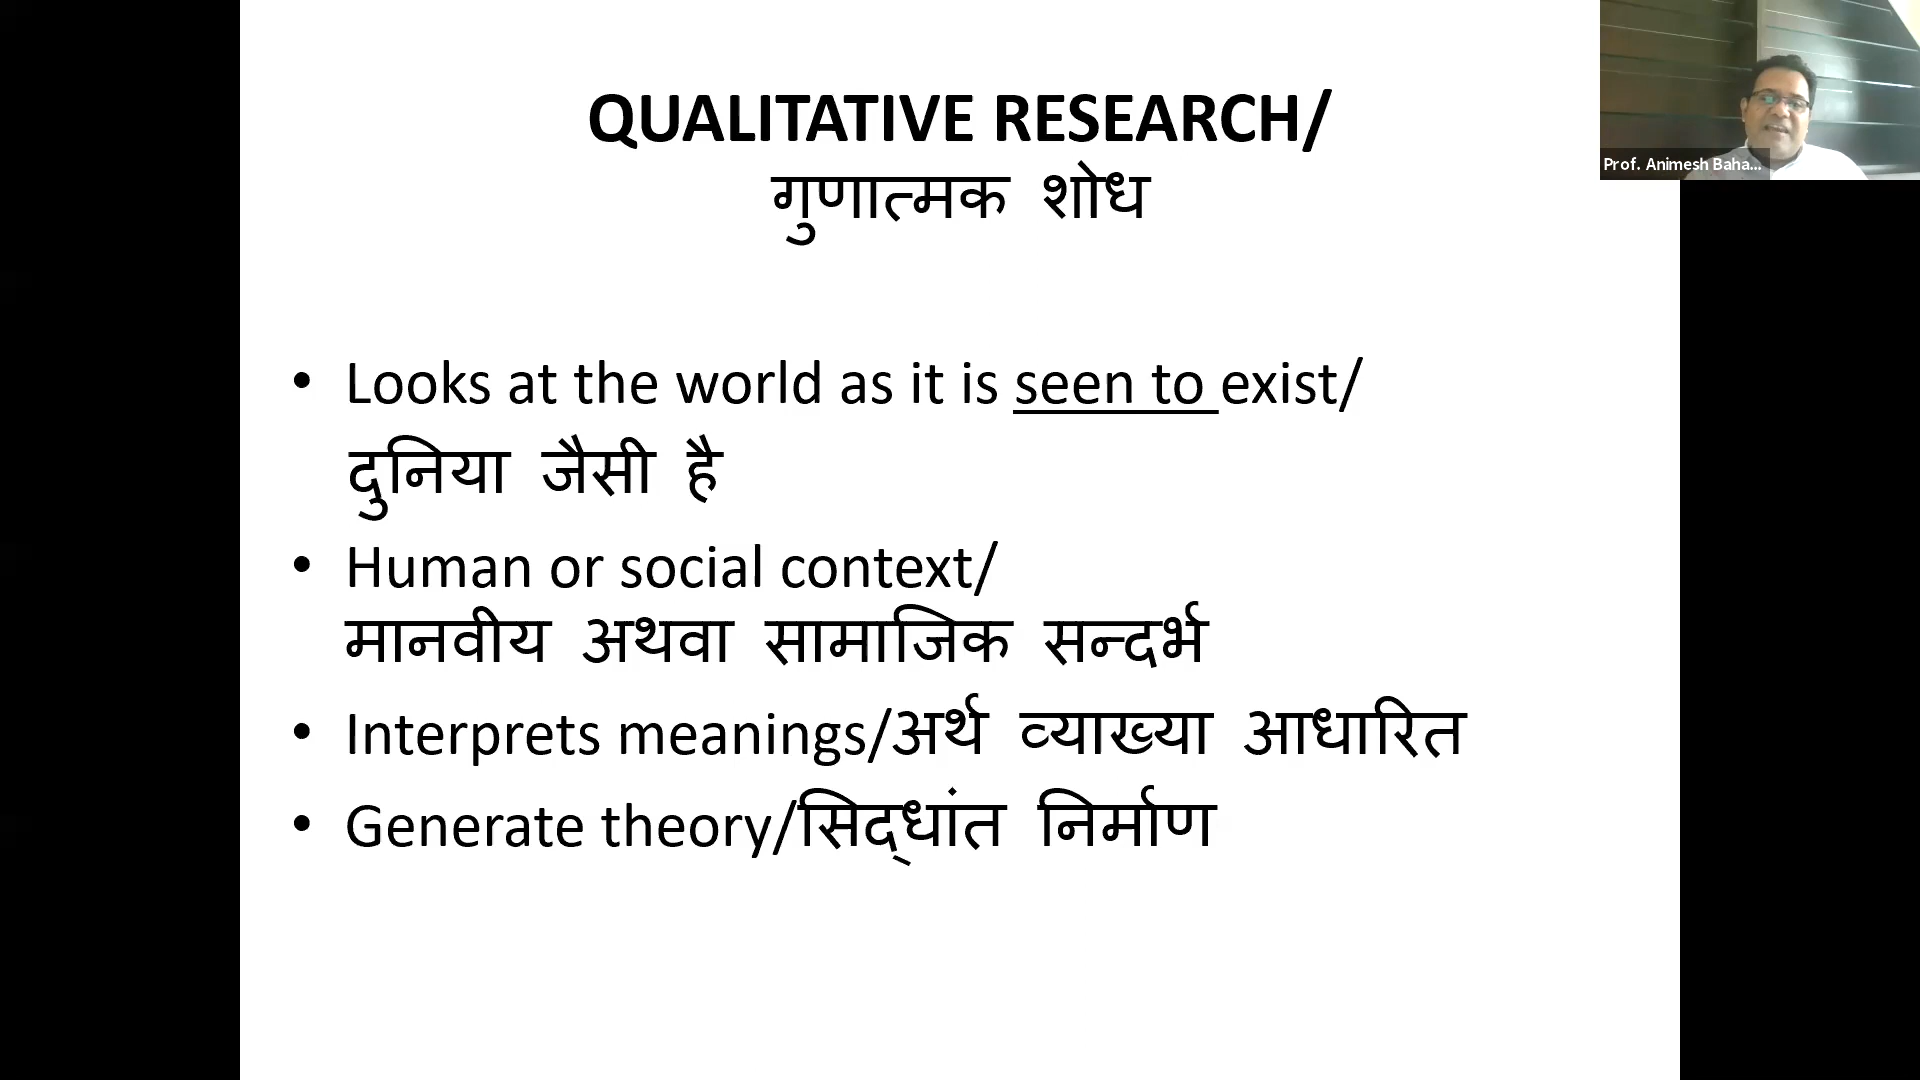 QUALITATIVE RESEARCH/
गुणात्मक शोध
Prof. Animesh Baha...
• Looks at the world as it is seen to exist/
दुनिया जैसी है
• Human or social context/
मानवीय अथवा सामाजिक सन्दर्भ
• Interprets meanings/अर्थ व्याख्या आधारित
• Generate theory/सिद्धांत निर्माण